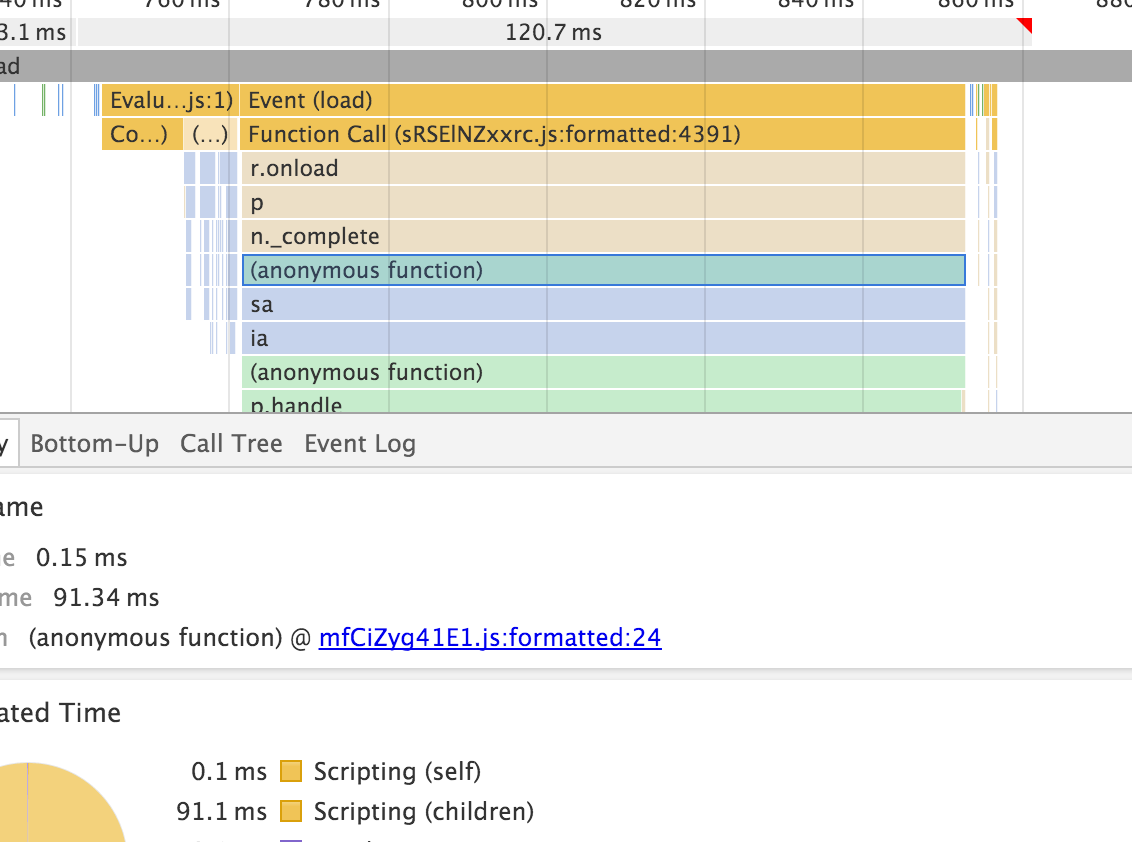 760 ms 780 ms 800 ms 820 ms 840 ms 860 ms
3.1 ms 120.7 ms
ad
Evalu…js:1) Event (load)
Co…) (…) Function Call (sRSElNZxxrc.js:formatted:4391)
r.onload
p
n._complete
(anonymous function)
sa
ia
(anonymous function)
p.handle
y Bottom-Up Call Tree Event Log
ame
e 0.15 ms
me 91.34 ms
n (anonymous function) @ mfCiZyg41E1.js:formatted:24
ated Time
0.1 ms Scripting (self)
91.1 ms Scripting (children)